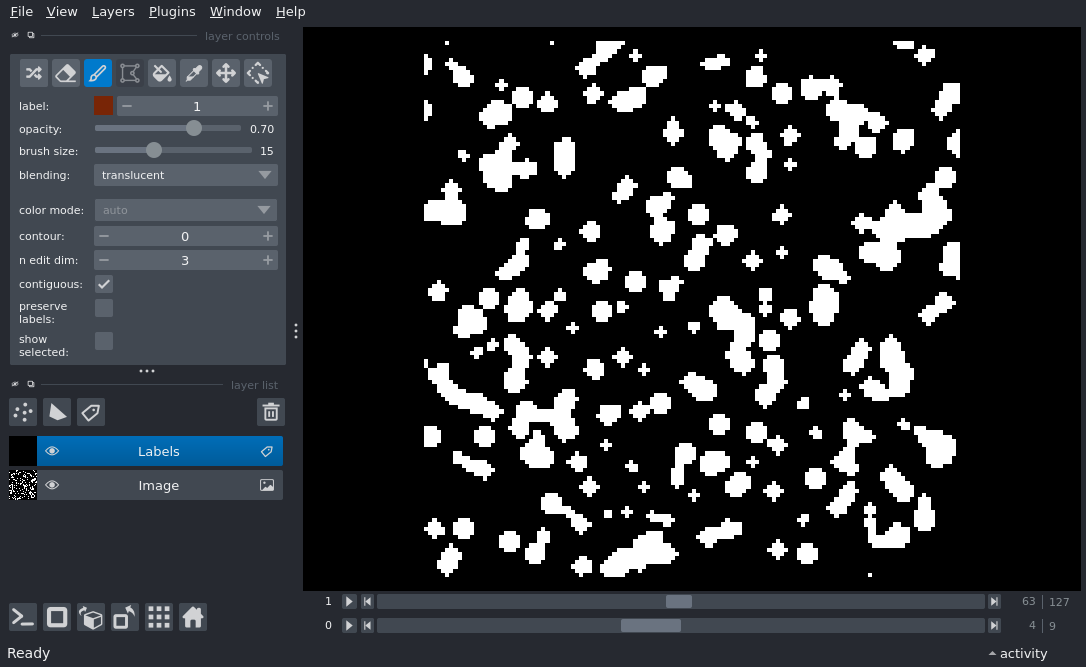 File View Layers Plugins Window Help
layer controls
label: 1
opacity: 0.70
brush size: 15
blending: translucent
color mode: auto
contour: 0
n edit dim: 3
contiguous:
preserve
labels:
show
selected:
layer list
Labels
Image
1 63 127
0 4 9
Ready activity